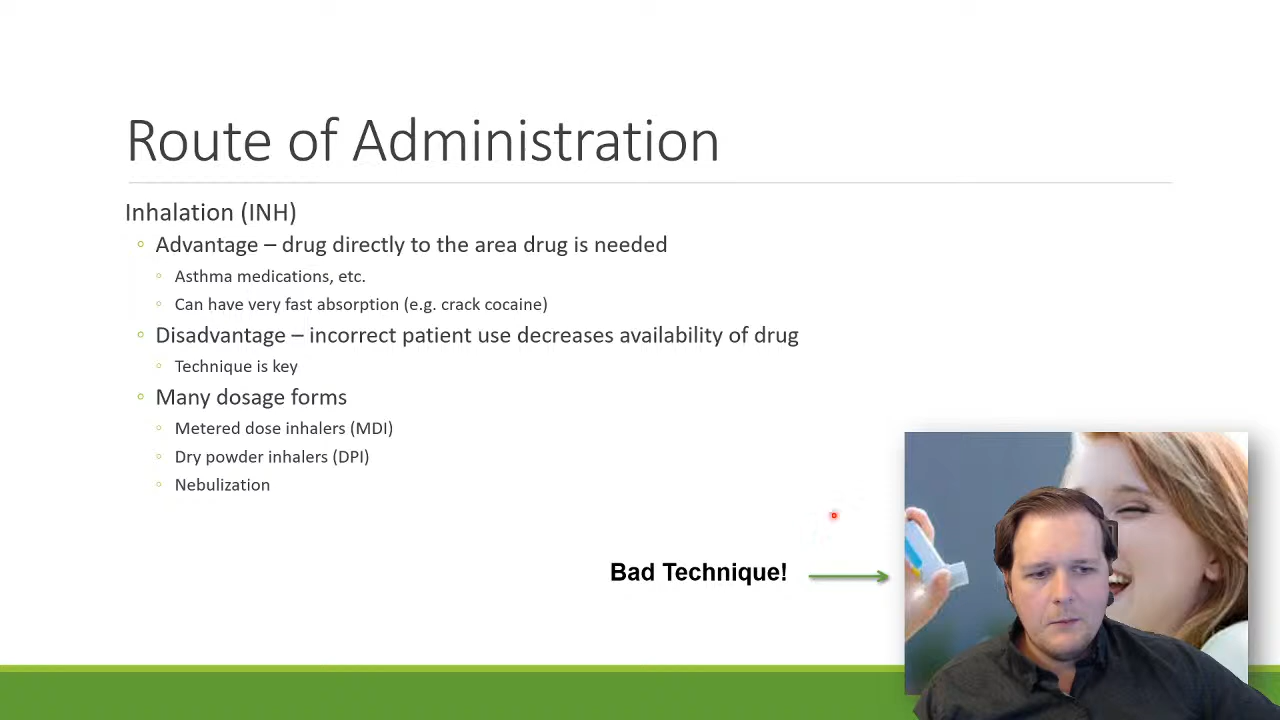 Route of Administration
Inhalation (INH)
Advantage – drug directly to the area drug is needed
Asthma medications, etc.
Can have very fast absorption (e.g. crack cocaine)
Disadvantage – incorrect patient use decreases availability of drug
Technique is key
Many dosage forms
Metered dose inhalers (MDI)
Dry powder inhalers (DPI)
Nebulization
Bad Technique!